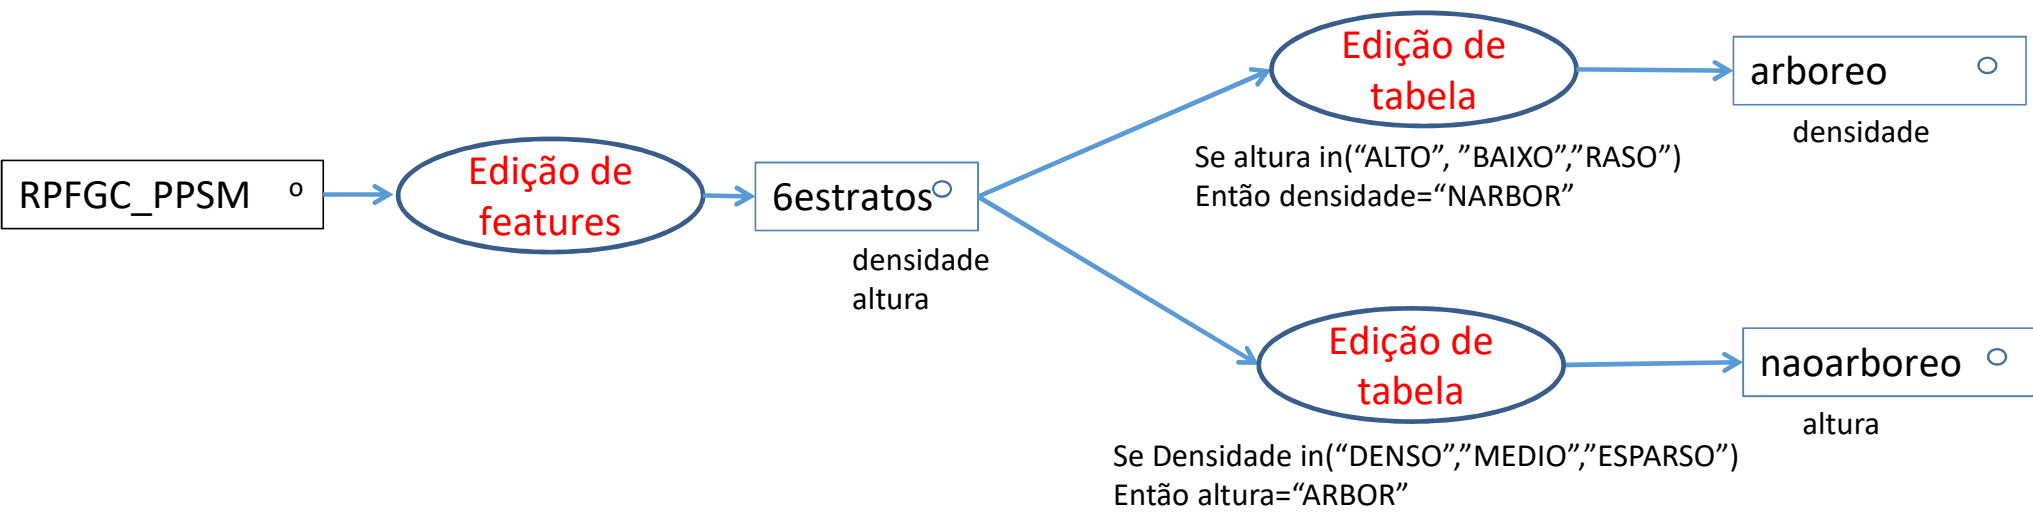 RPFGC_PPSM
Edição de
features
6estratos
densidade
altura
Edição de
tabela
Se altura in(“ALTO”, ”BAIXO”,”RASO”)
Então densidade=“NARBOR”
arboreo
densidade
Edição de
tabela
Se Densidade in(“DENSO”,”MEDIO”,”ESPARSO”)
Então altura=“ARBOR”
naoarboreo
altura